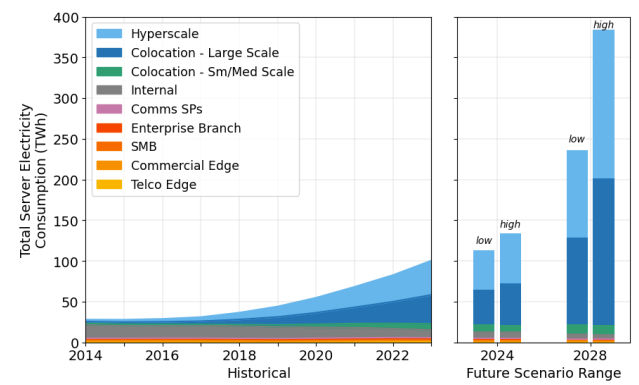 Total Server Electricity
Consumption (TWh)
400
350
300
250
200
150
100
50
0
Hyperscale
Colocation - Large Scale
Colocation - Sm/Med Scale
Internal
Comms SPs
Enterprise Branch
SMB
Commercial Edge
Telco Edge
2014
2016
2018
2020
2022
Historical
low
high
low
high
2024
2028
Future Scenario Range